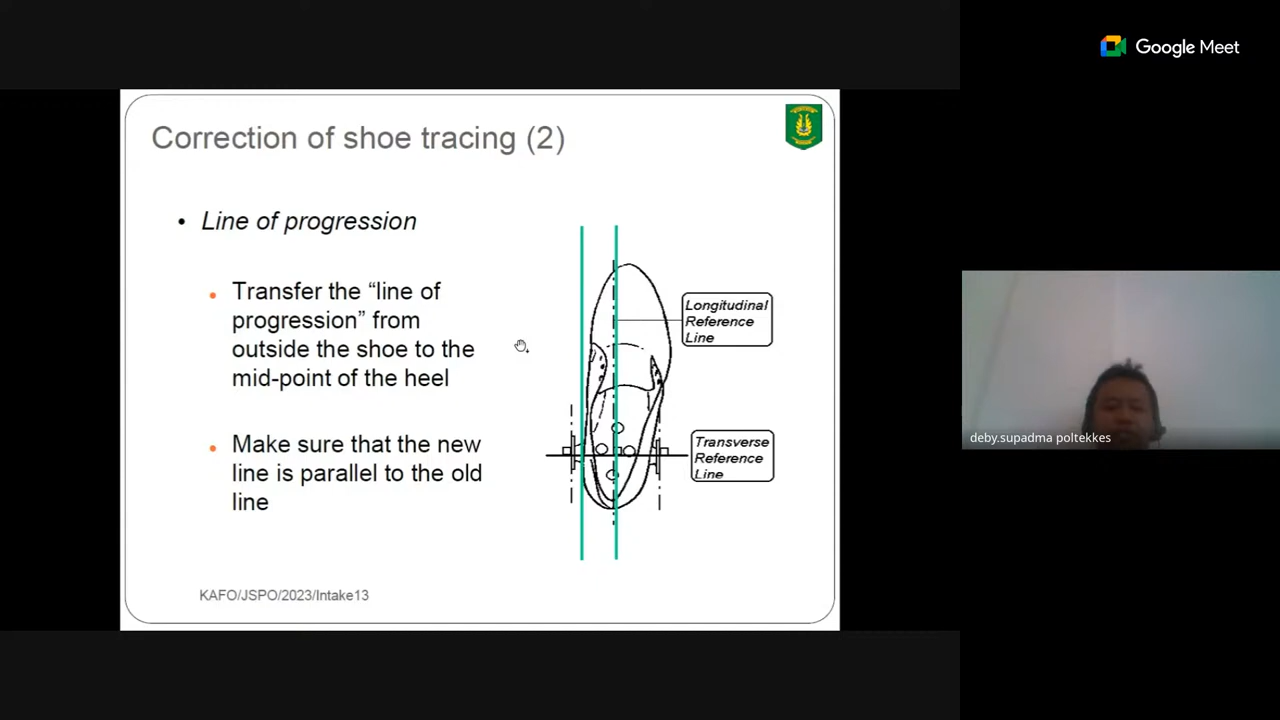 Google Meet
Correction of shoe tracing (2)
• Line of progression
• Transfer the “line of
progression” from
outside the shoe to the
mid-point of the heel
• Make sure that the new
line is parallel to the old
line
Longitudinal
Reference
Line
Transverse
Reference
Line
deby.supadma poltekkes
KAFO/JSPO/2023/Intake13